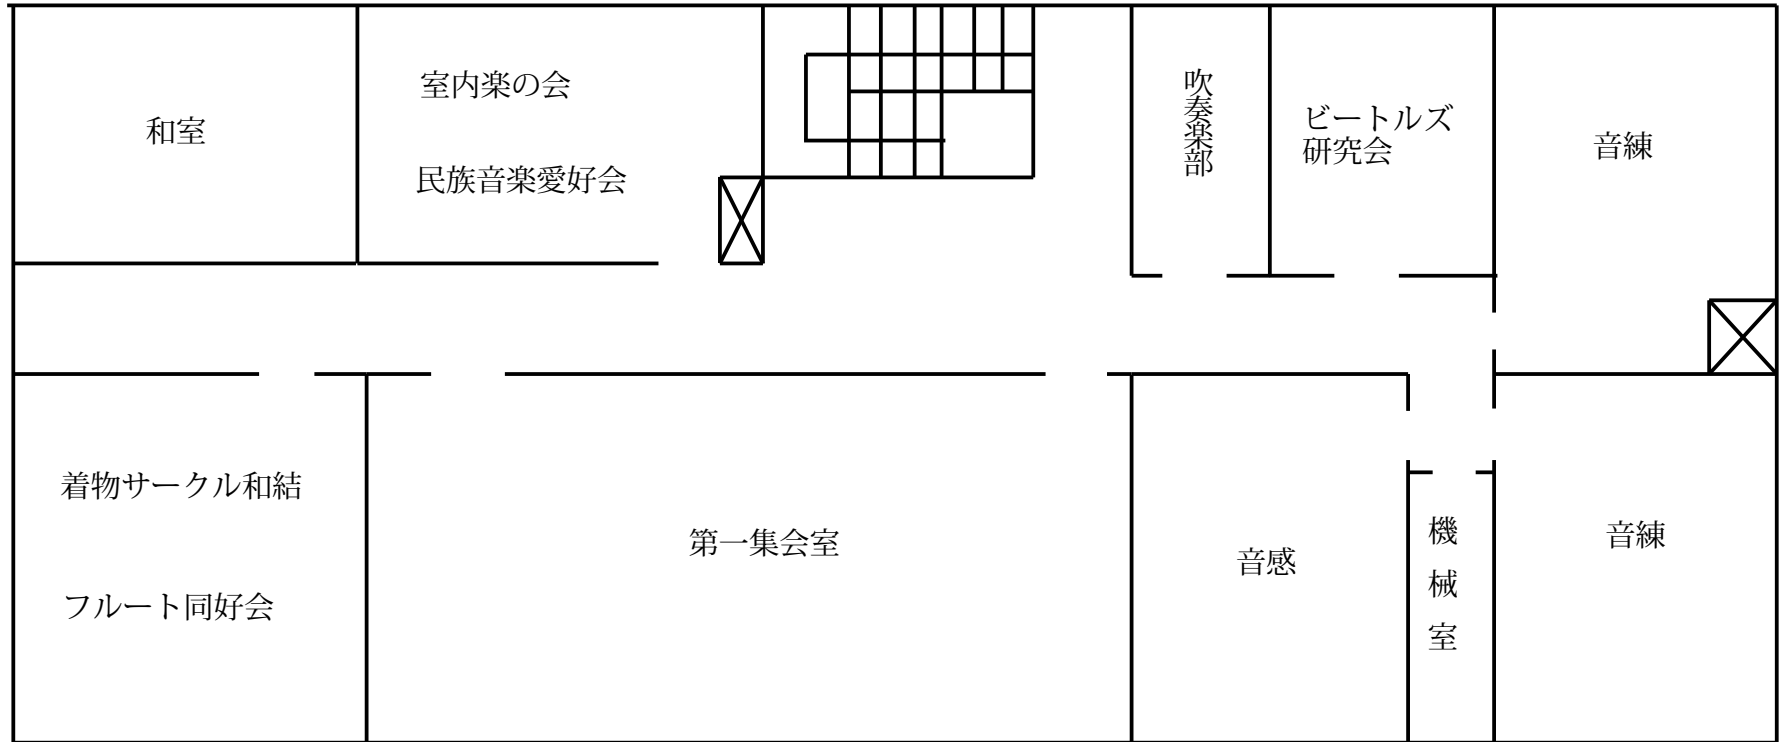 和室
室内楽の会
民族音楽愛好会
吹奏楽部
ビートルズ
研究会
音練
着物サークル和結
フルート同好会
第一集会室
音感
機械室
音練